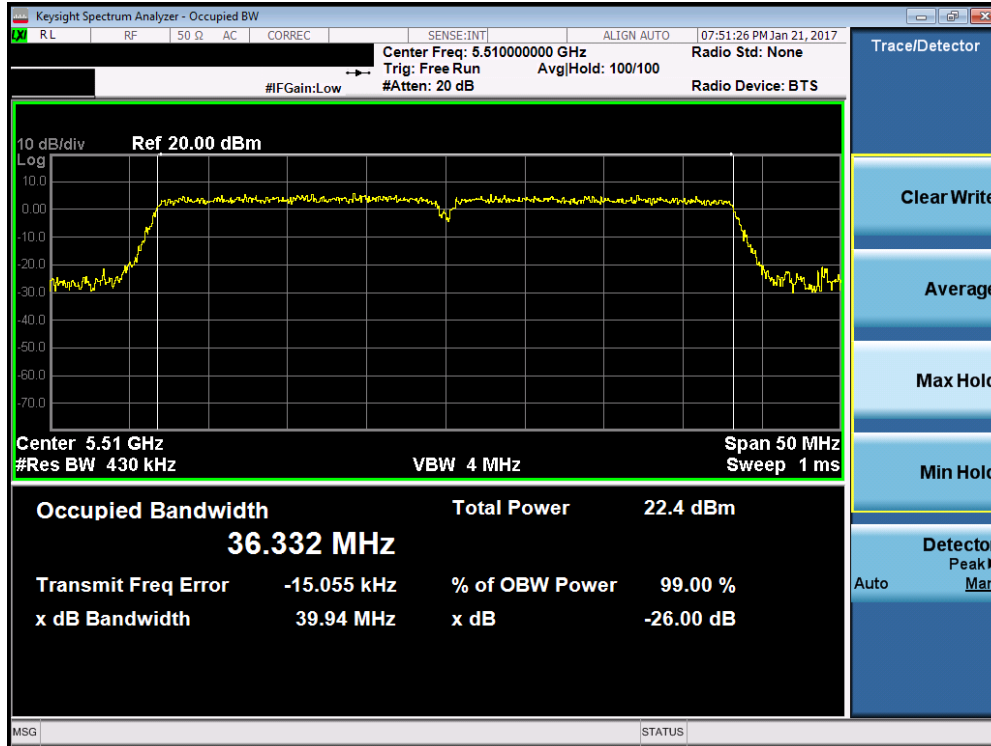 Keysight Spectrum Analyzer - Occupied BW
LXI RL RF 50 Ω AC CORREC SENSE:INT ALIGN AUTO 07:51:26 PM Jan 21, 2017
Center Freq: 5.510000000 GHz Radio Std: None
Trig: Free Run Avg|Hold: 100/100
#IFGain:Low #Atten: 20 dB Radio Device: BTS
10 dB/div Ref 20.00 dBm
Log
10.0
0.00
-10.0
-20.0
-30.0
-40.0
-50.0
-60.0
-70.0
Center 5.51 GHz Span 50 MHz
#Res BW 430 kHz VBW 4 MHz Sweep 1 ms
Occupied Bandwidth Total Power 22.4 dBm
36.332 MHz
Transmit Freq Error -15.055 kHz % of OBW Power 99.00 %
x dB Bandwidth 39.94 MHz x dB -26.00 dB
MSG STATUS
Trace/Detector
Clear Write
Average
Max Hold
Min Hold
Detector
Peak
Auto Man